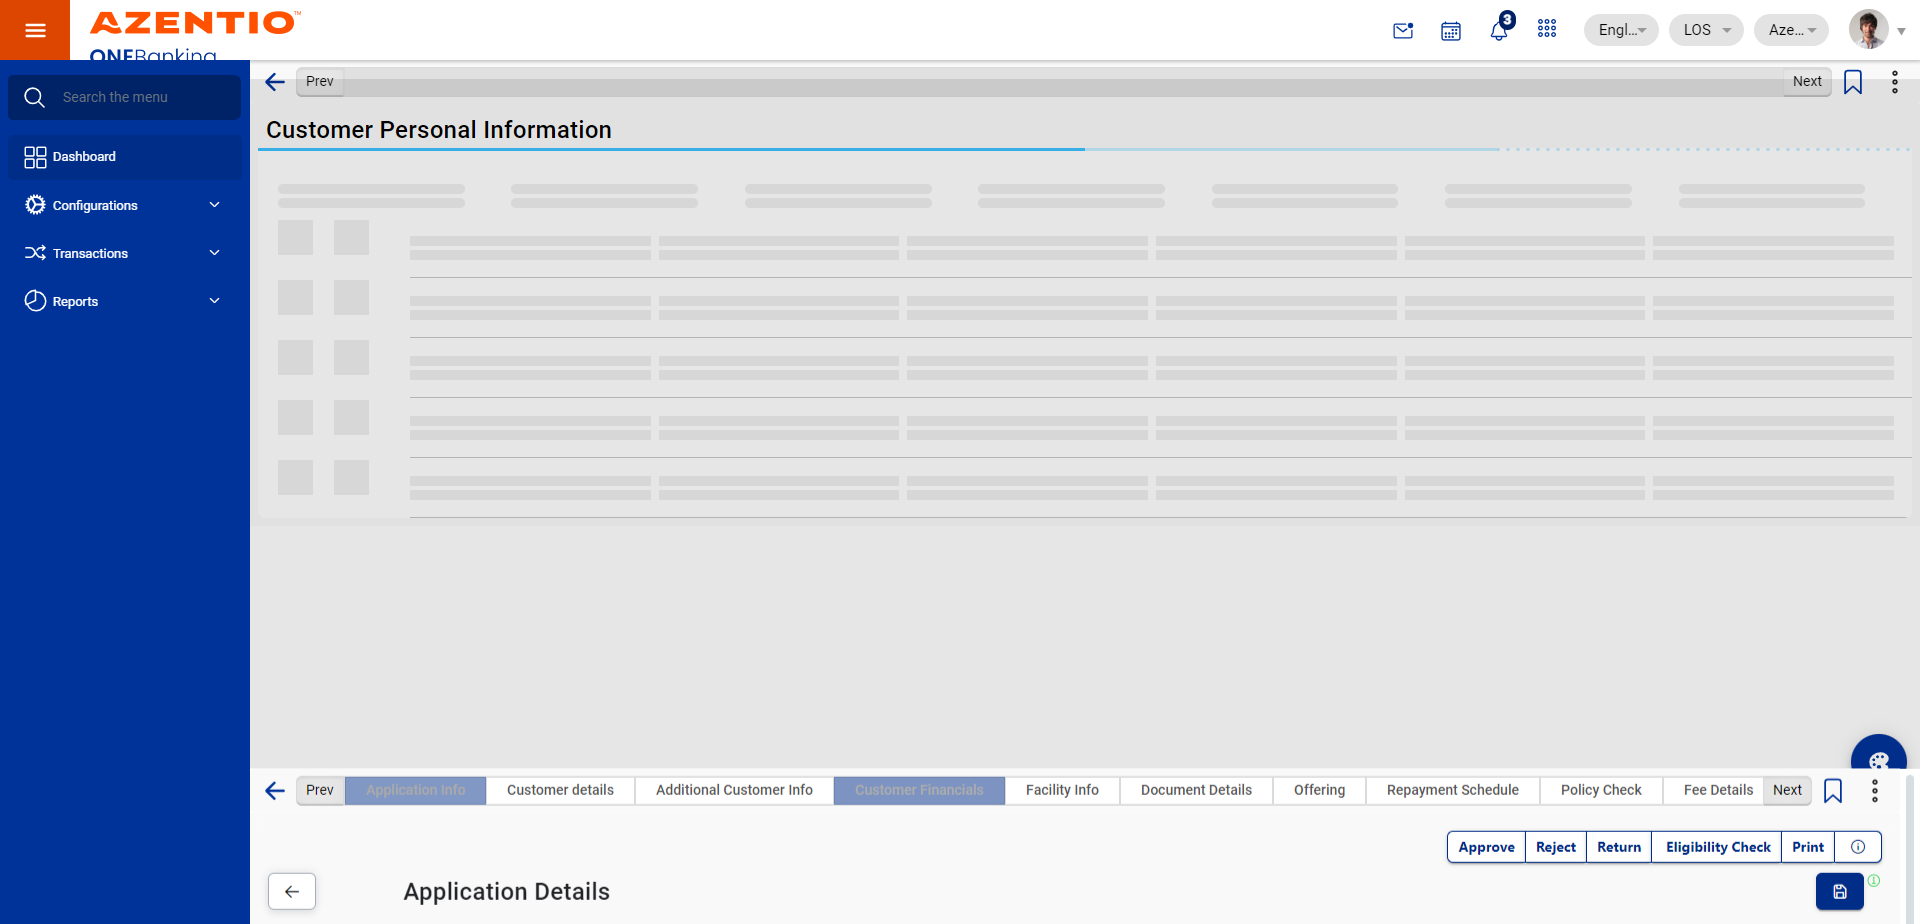 AZENTIO™
ONEBanking
3
Engl...
LOS
Aze...
Search the menu
Dashboard
Configurations
Transactions
Reports
Prev
Next
Customer Personal Information
Prev
Application Info
Customer details
Additional Customer Info
Customer Financials
Facility Info
Document Details
Offering
Repayment Schedule
Policy Check
Fee Details
Next
Approve
Reject
Return
Eligibility Check
Print
Application Details